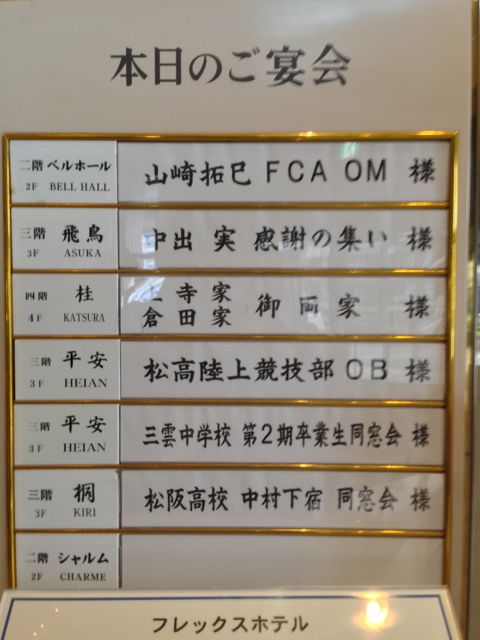 本日のご宴会
二階 ベルホール 山崎拓巳 FCA OM 様
2F BELL HALL
三階 飛鳥 中出 実 感謝の集い 様
3F ASUKA
四階 桂 寺家 御両家 様
4F KATSURA 倉田家
三階 平安 松高陸上競技部 OB 様
3F HEIAN
三階 平安 三雲中学校 第2期卒業生同窓会 様
3F HEIAN
三階 桐 松阪高校 中村下宿 同窓会 様
3F KIRI
二階 シャルム
2F CHARME
フレックスホテル